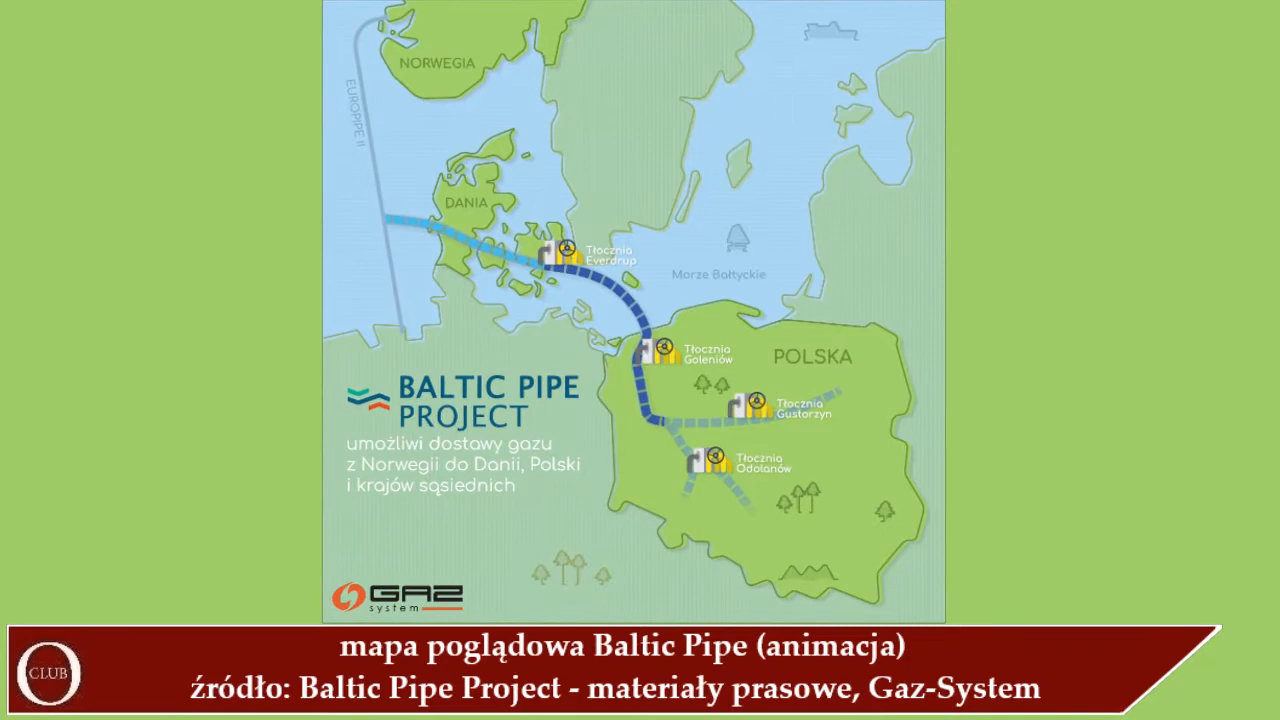 NORWEGIA
EUROPIPE II
DANIA
Tłocznia
Everdrup
Morze Bałtyckie
Tłocznia
Goleniów
POLSKA
Tłocznia
Gustorzyn
Tłocznia
Odolanów
BALTIC PIPE
PROJECT
umożliwi dostawy gazu
z Norwegii do Danii, Polski
i krajów sąsiednich
GAZ
system
CLUB
mapa poglądowa Baltic Pipe (animacja)
źródło: Baltic Pipe Project - materiały prasowe, Gaz-System